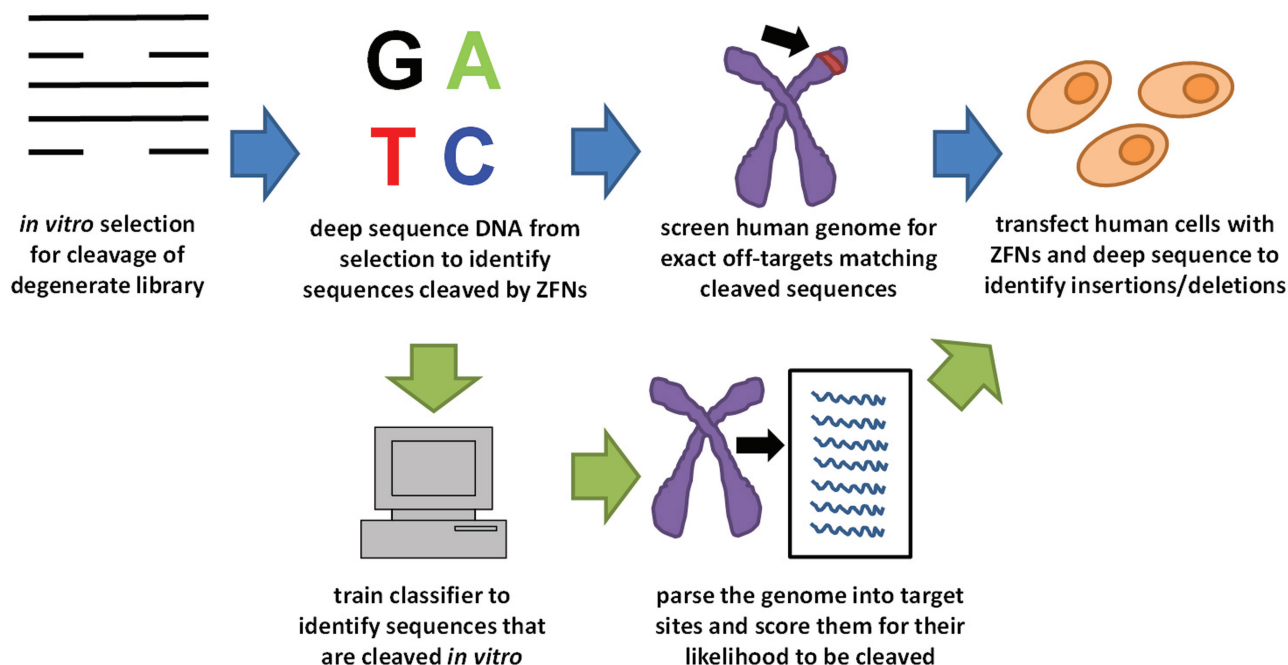 G A
T C
in vitro selection
for cleavage of
degenerate library
deep sequence DNA from
selection to identify
sequences cleaved by ZFNs
screen human genome for
exact off-targets matching
cleaved sequences
transfect human cells with
ZFNs and deep sequence to
identify insertions/deletions
train classifier to
identify sequences that
are cleaved in vitro
parse the genome into target
sites and score them for their
likelihood to be cleaved